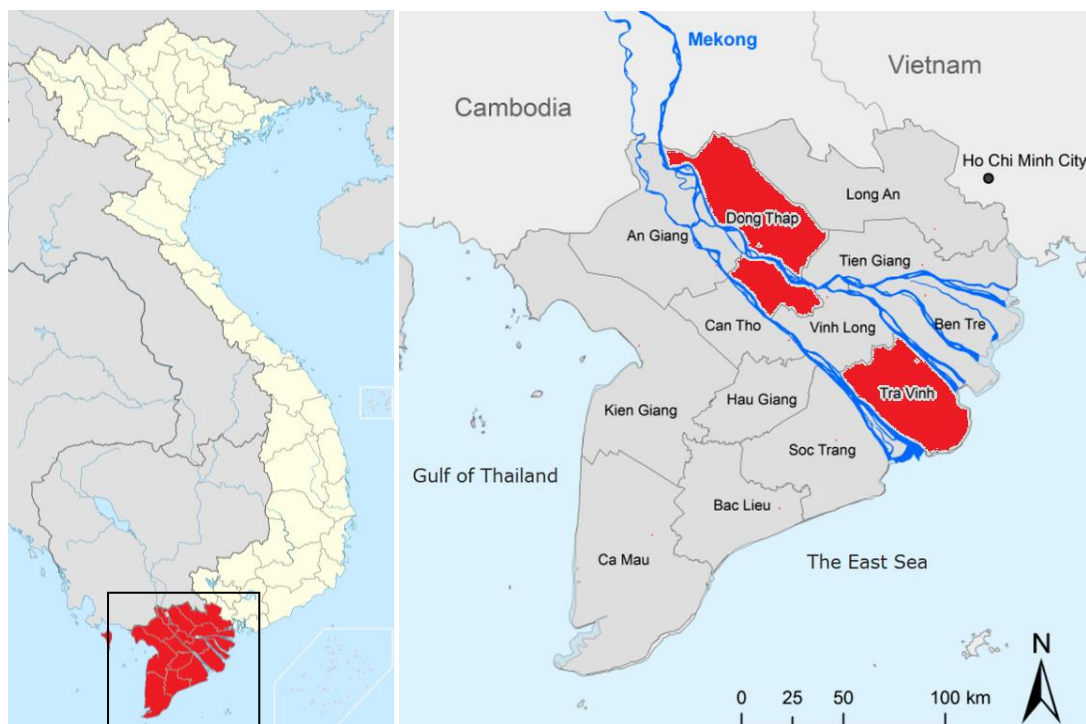 Mekong
Vietnam
Cambodia
Ho Chi Minh City
Long An
Dong Thap
An Giang
Tien Giang
Can Tho
Vinh Long
Ben Tre
Tra Vinh
Hau Giang
Kien Giang
Soc Trang
Gulf of Thailand
Bac Lieu
Ca Mau
The East Sea
N
0 25 50 100 km